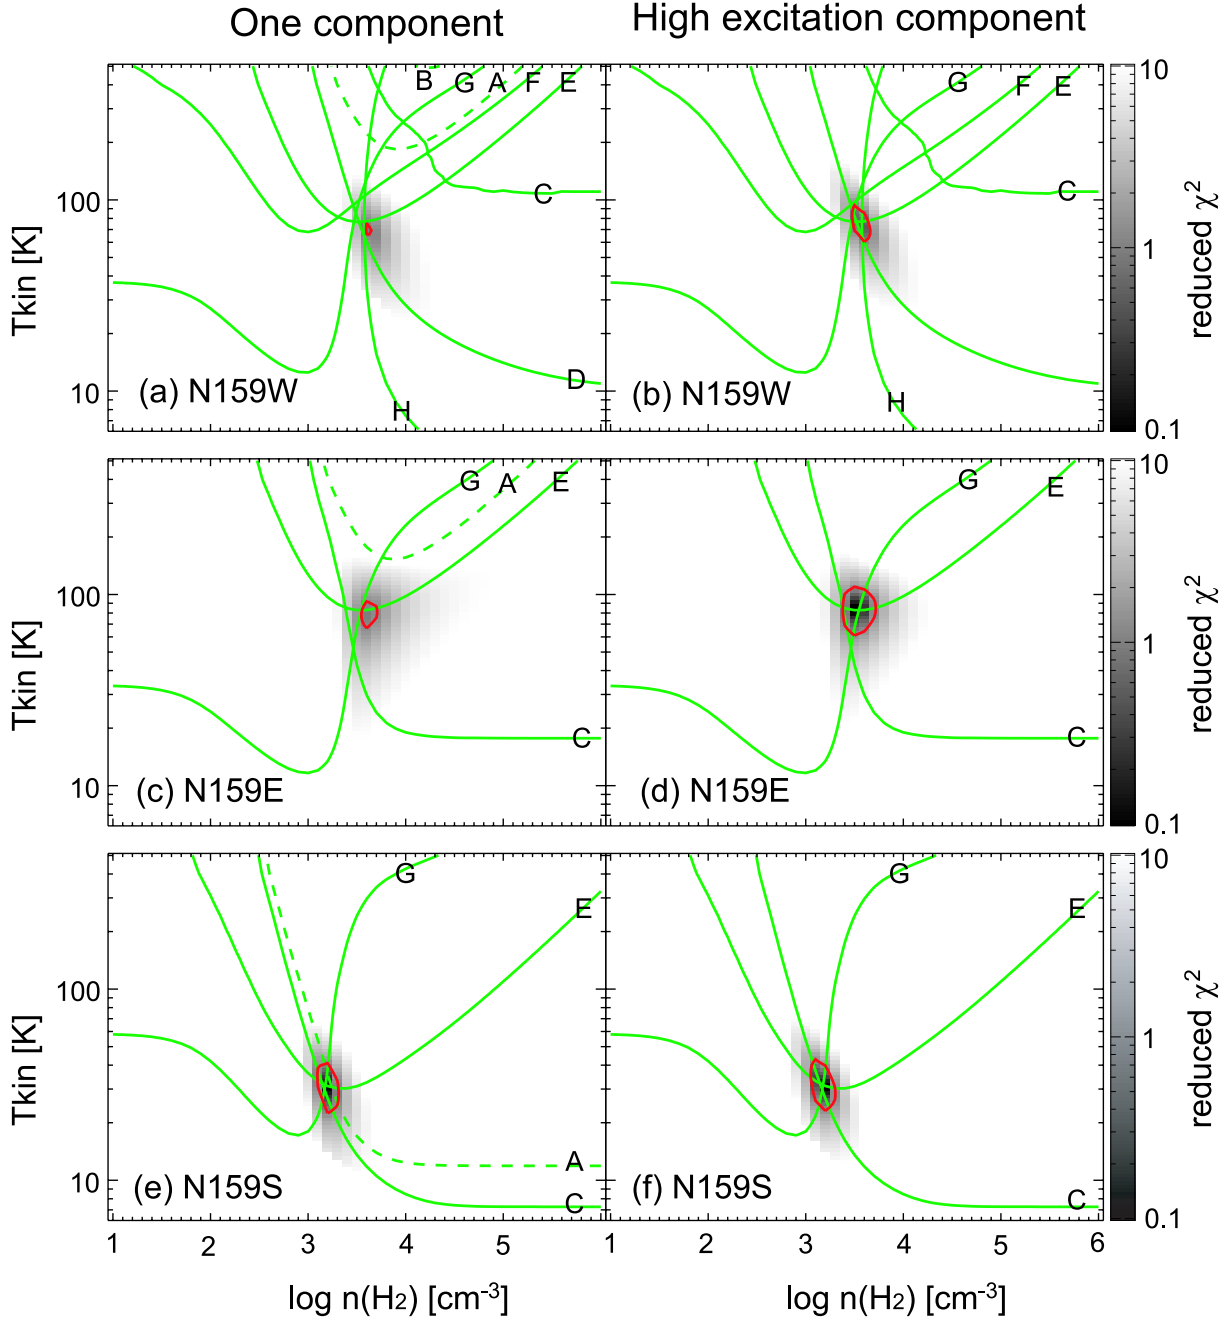 One component
High excitation component
B G A F E
C
D
H
(a) N159W
100
10
Tkin [K]
G F E
C
H
(b) N159W
10
1
0.1
reduced χ²
G A E
C
(c) N159E
100
10
Tkin [K]
G
E
C
(d) N159E
10
1
0.1
reduced χ²
G
E
A
C
(e) N159S
100
10
Tkin [K]
G
E
C
(f) N159S
10
1
0.1
reduced χ²
1 2 3 4 5
1 2 3 4 5 6
log n(H₂) [cm⁻³]
log n(H₂) [cm⁻³]